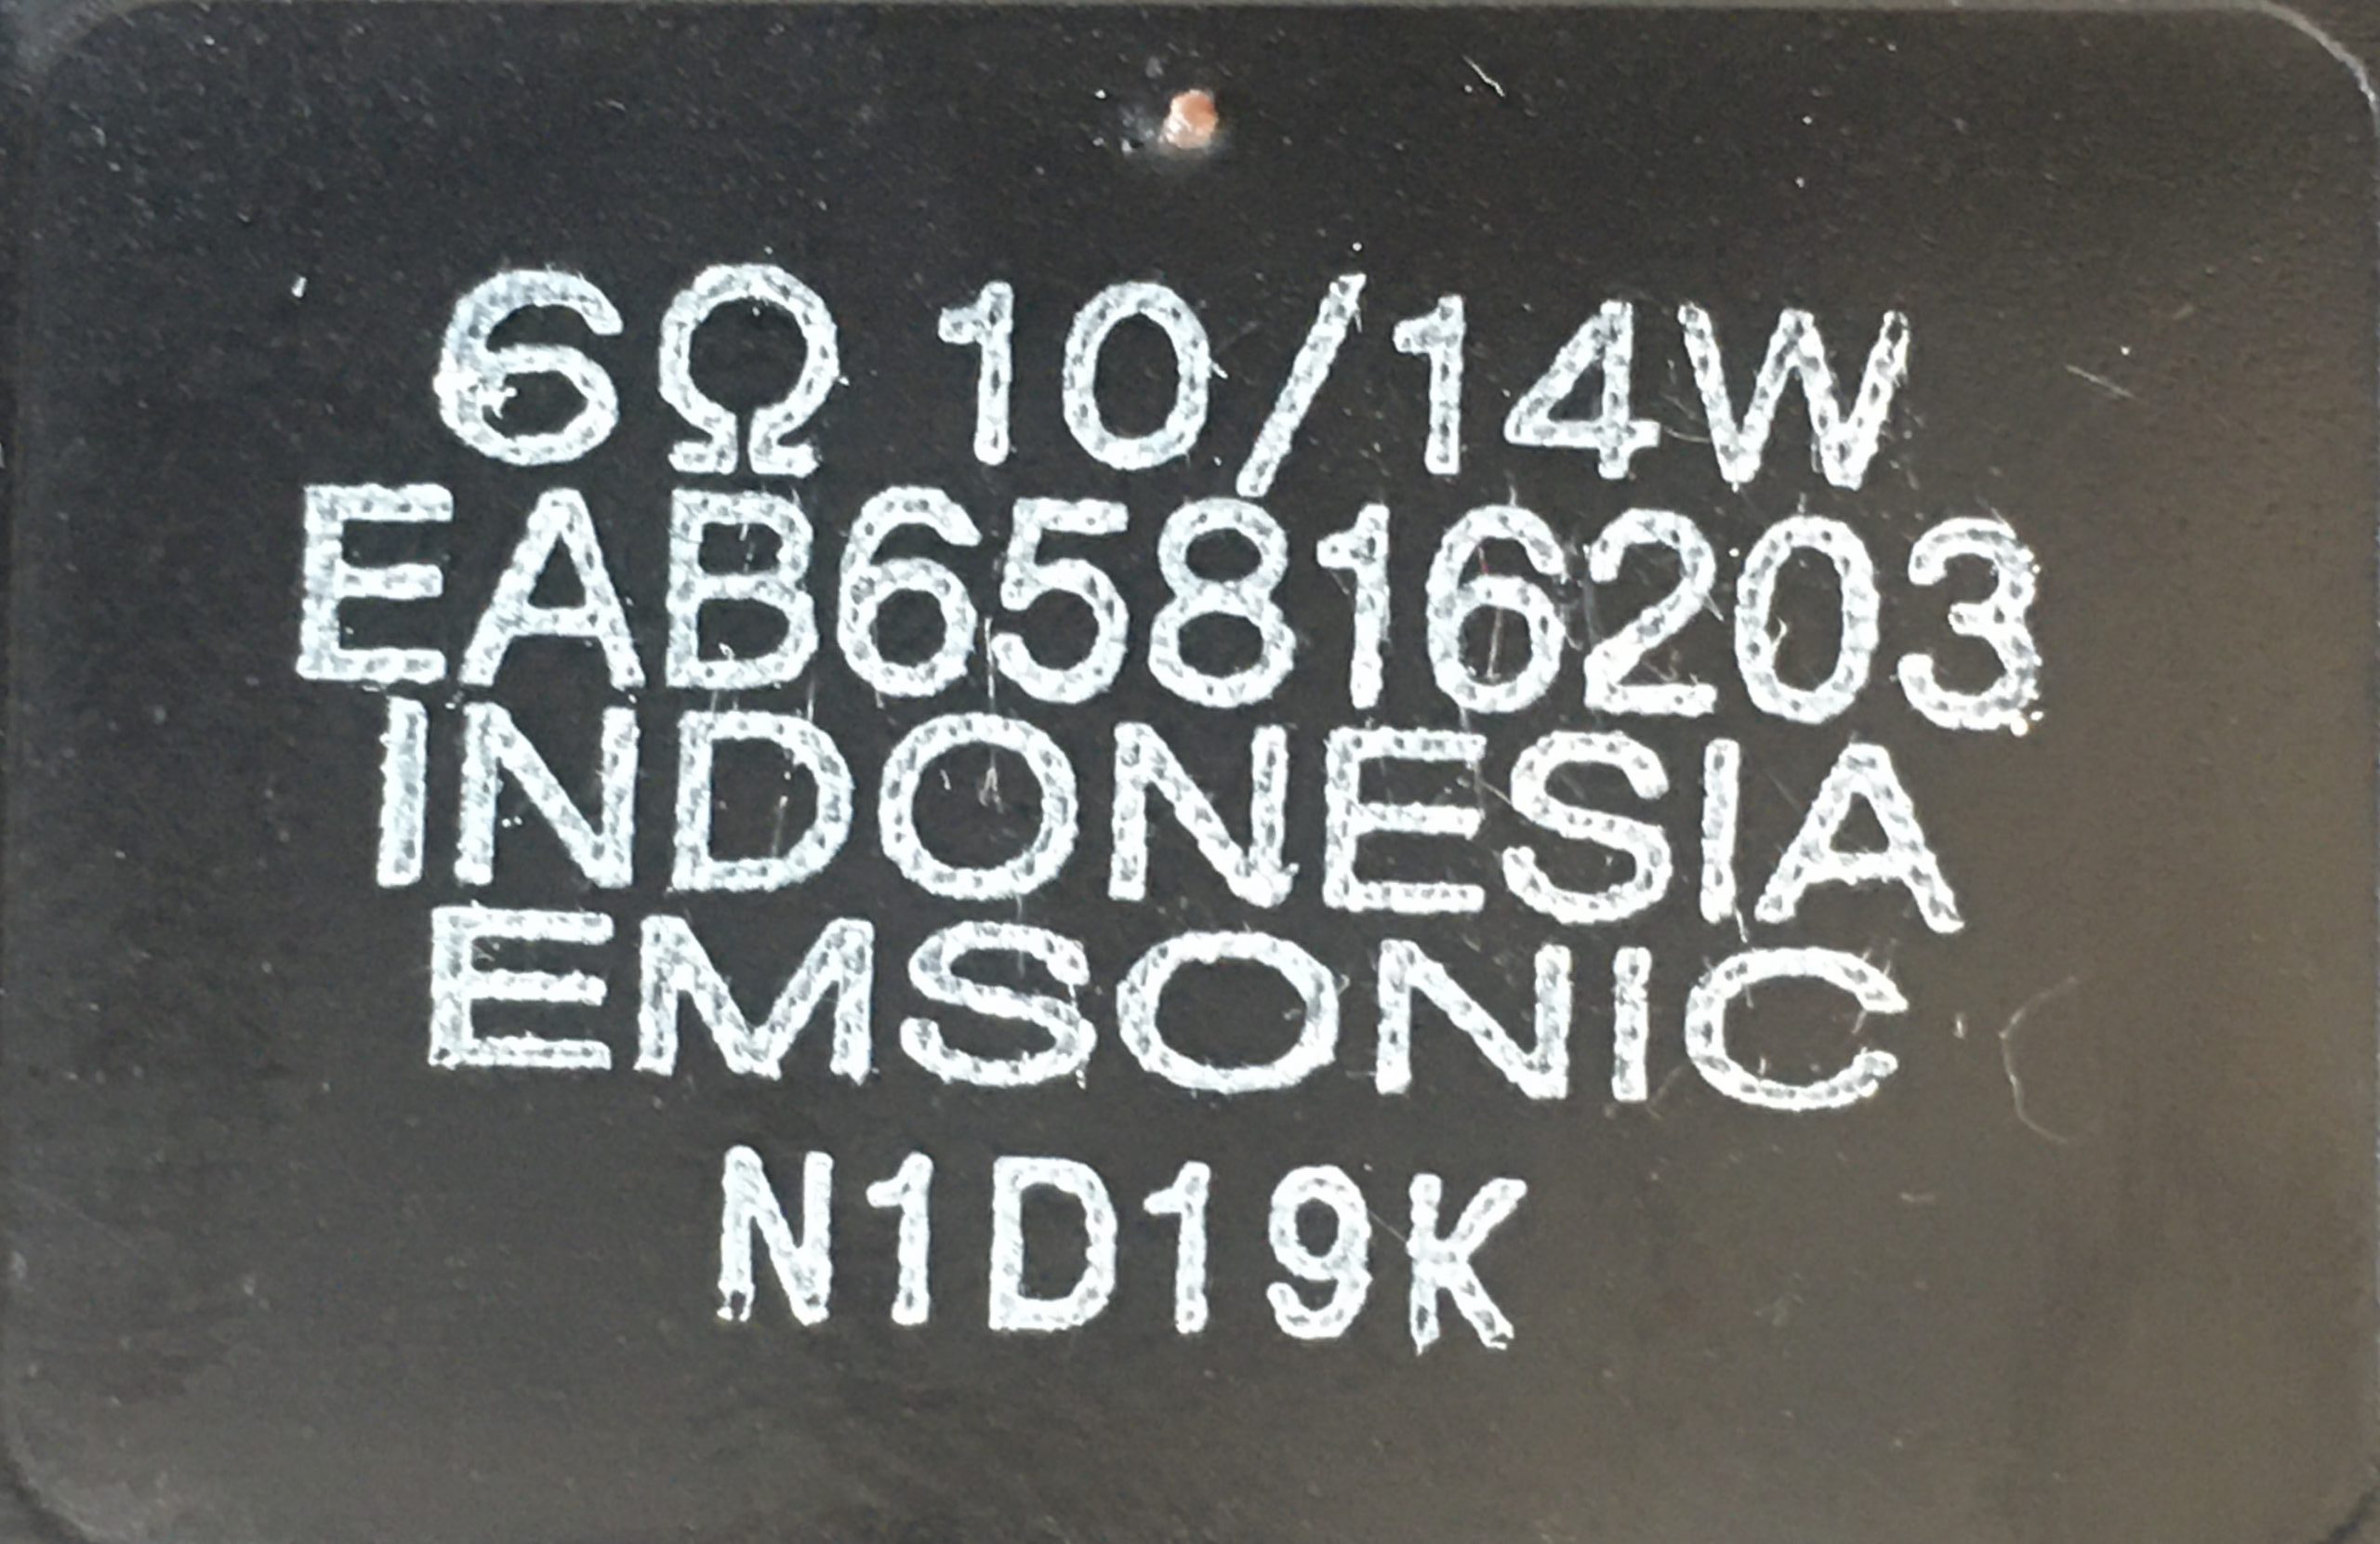 6Ω 10/14W
EAB65816203
INDONESIA
EMSONIC
N1D19K